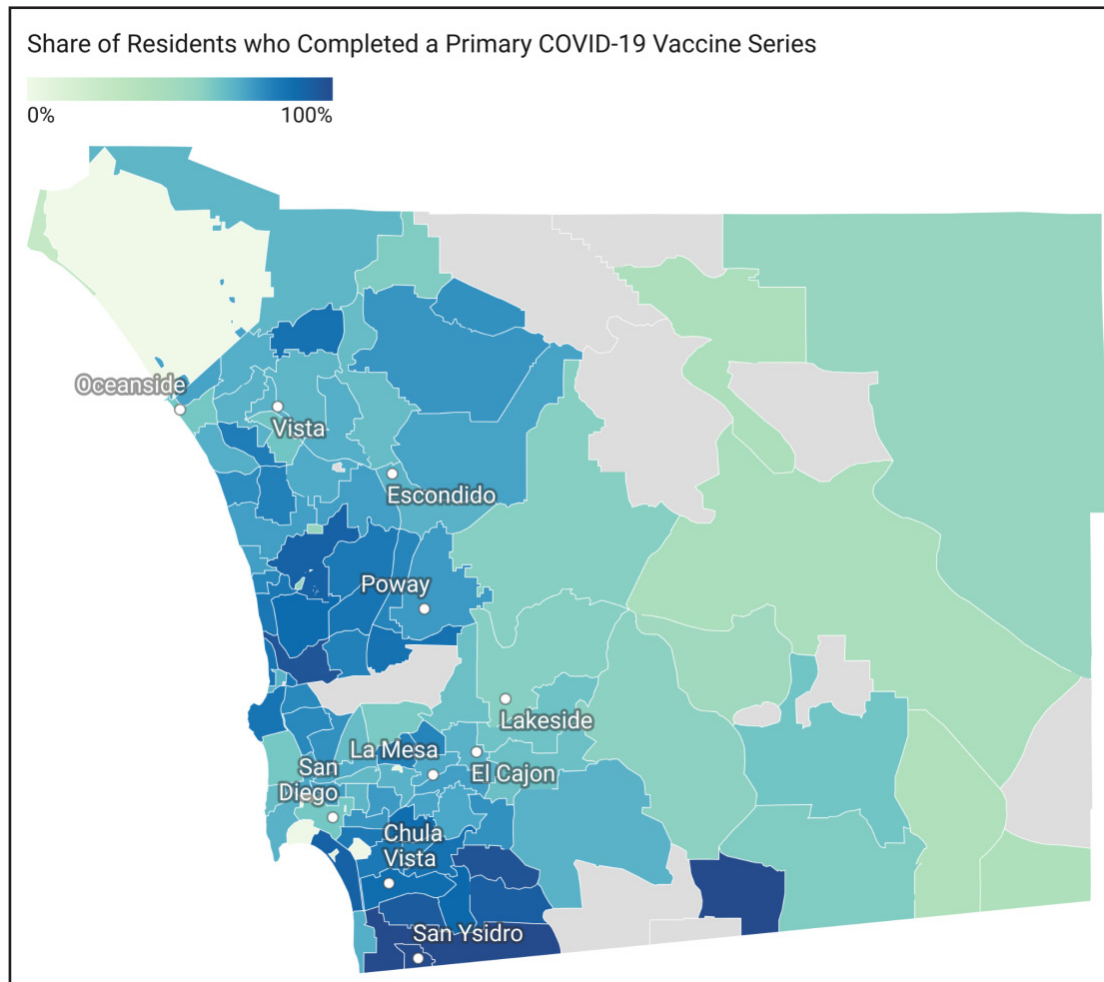 Share of Residents who Completed a Primary COVID-19 Vaccine Series
0% 100%
Oceanside
Vista
Escondido
Poway
Lakeside
La Mesa
El Cajon
San
Diego
Chula
Vista
San Ysidro